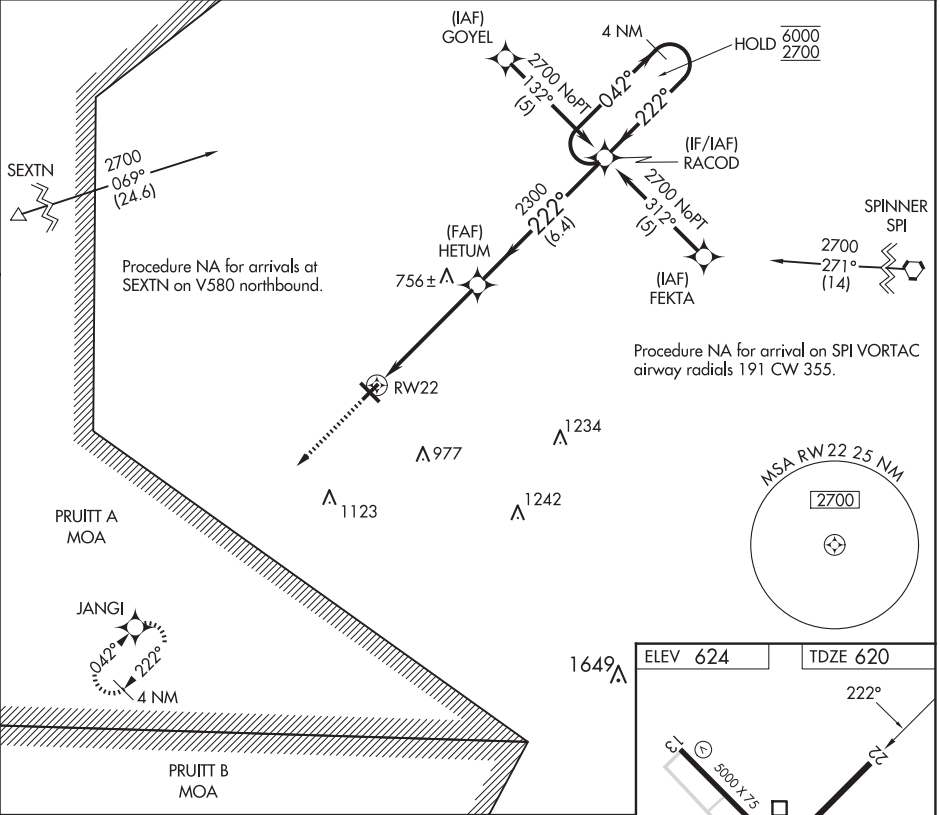 (IAF)
GOYEL
4 NM
HOLD
6000
2700
2700 NoPT
132°
(5)
042°
222°
(IF/IAF)
RACOD
SEXTN
2700
069°
(24.6)
2300
222°
(6.4)
2700 NoPT
312°
(5)
(IAF)
FEKTA
SPINNER
SPI
2700
271°
(14)
(FAF)
HETUM
756±
Procedure NA for arrivals at
SEXTN on V580 northbound.
Procedure NA for arrival on SPI VORTAC
airway radials 191 CW 355.
RW22
977
1234
1123
1242
MSA RW 22 25 NM
2700
PRUITT A
MOA
JANGI
042°
222°
4 NM
1649
PRUITT B
MOA
ELEV 624
TDZE 620
222°
13
V
5000 X 75
22